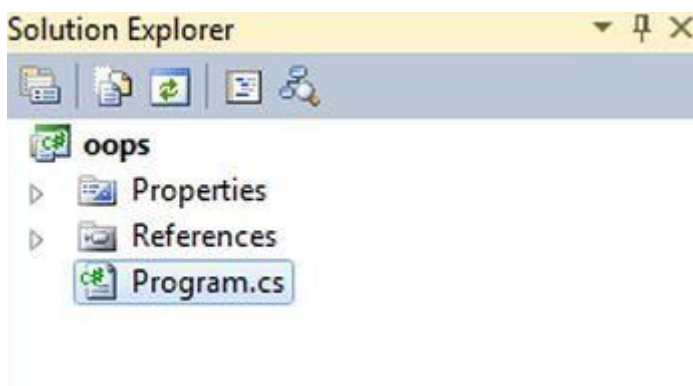 Solution Explorer
oops
Properties
References
Program.cs